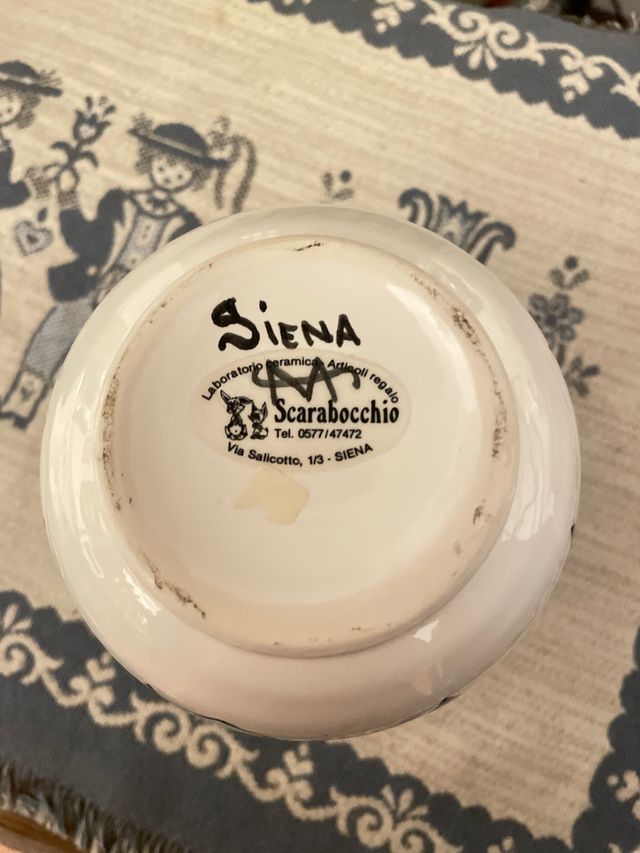 SIENA
Laboratorio ceramica Articoli regalo
Scarabocchio
Tel. 0577/47472
Via Salicotto, 1/3 - SIENA